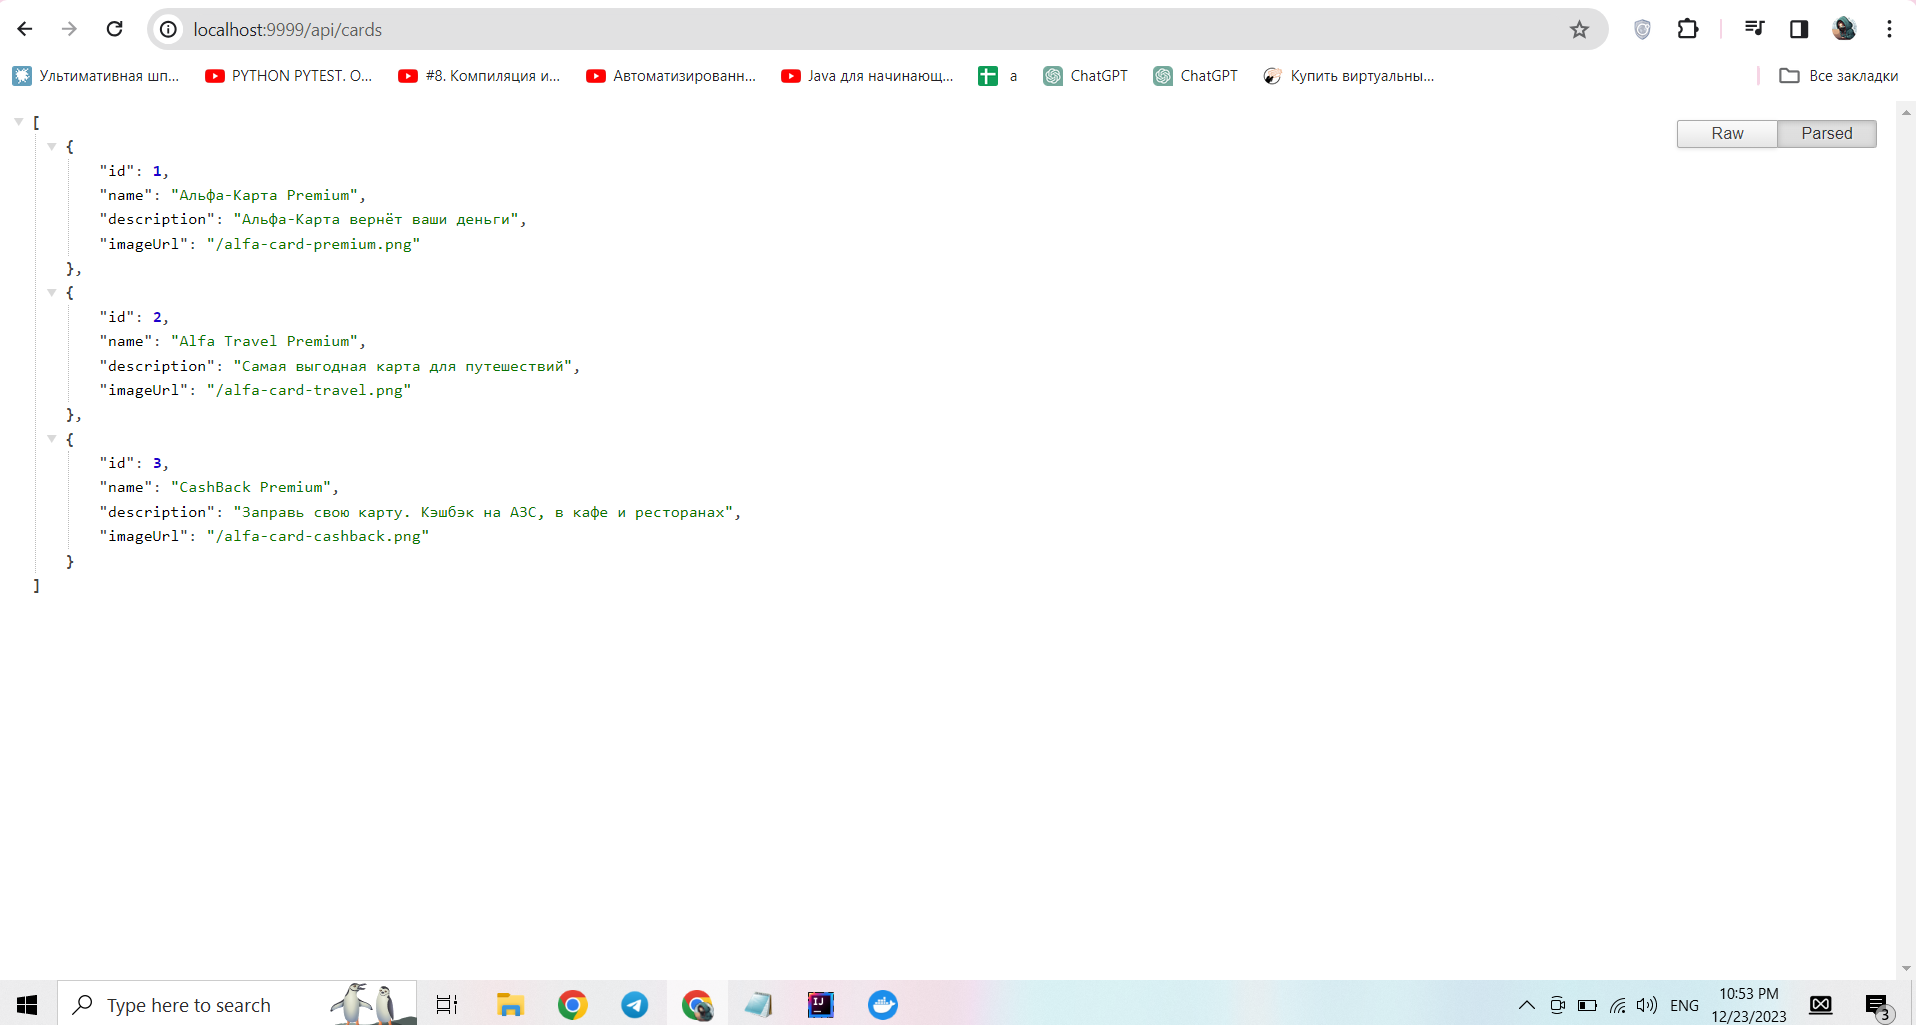 localhost:9999/api/cards
Ультимативная шп... PYTHON PYTEST. О... #8. Компиляция и... Автоматизированн... Java для начинающ... a ChatGPT ChatGPT Купить виртуальны... Все закладки
[
Raw Parsed
{
"id": 1,
"name": "Альфа-Карта Premium",
"description": "Альфа-Карта вернёт ваши деньги",
"imageUrl": "/alfa-card-premium.png"
},
{
"id": 2,
"name": "Alfa Travel Premium",
"description": "Самая выгодная карта для путешествий",
"imageUrl": "/alfa-card-travel.png"
},
{
"id": 3,
"name": "CashBack Premium",
"description": "Заправь свою карту. Кэшбэк на АЗС, в кафе и ресторанах",
"imageUrl": "/alfa-card-cashback.png"
}
]
Type here to search
IJ
ENG
10:53 PM
12/23/2023
3